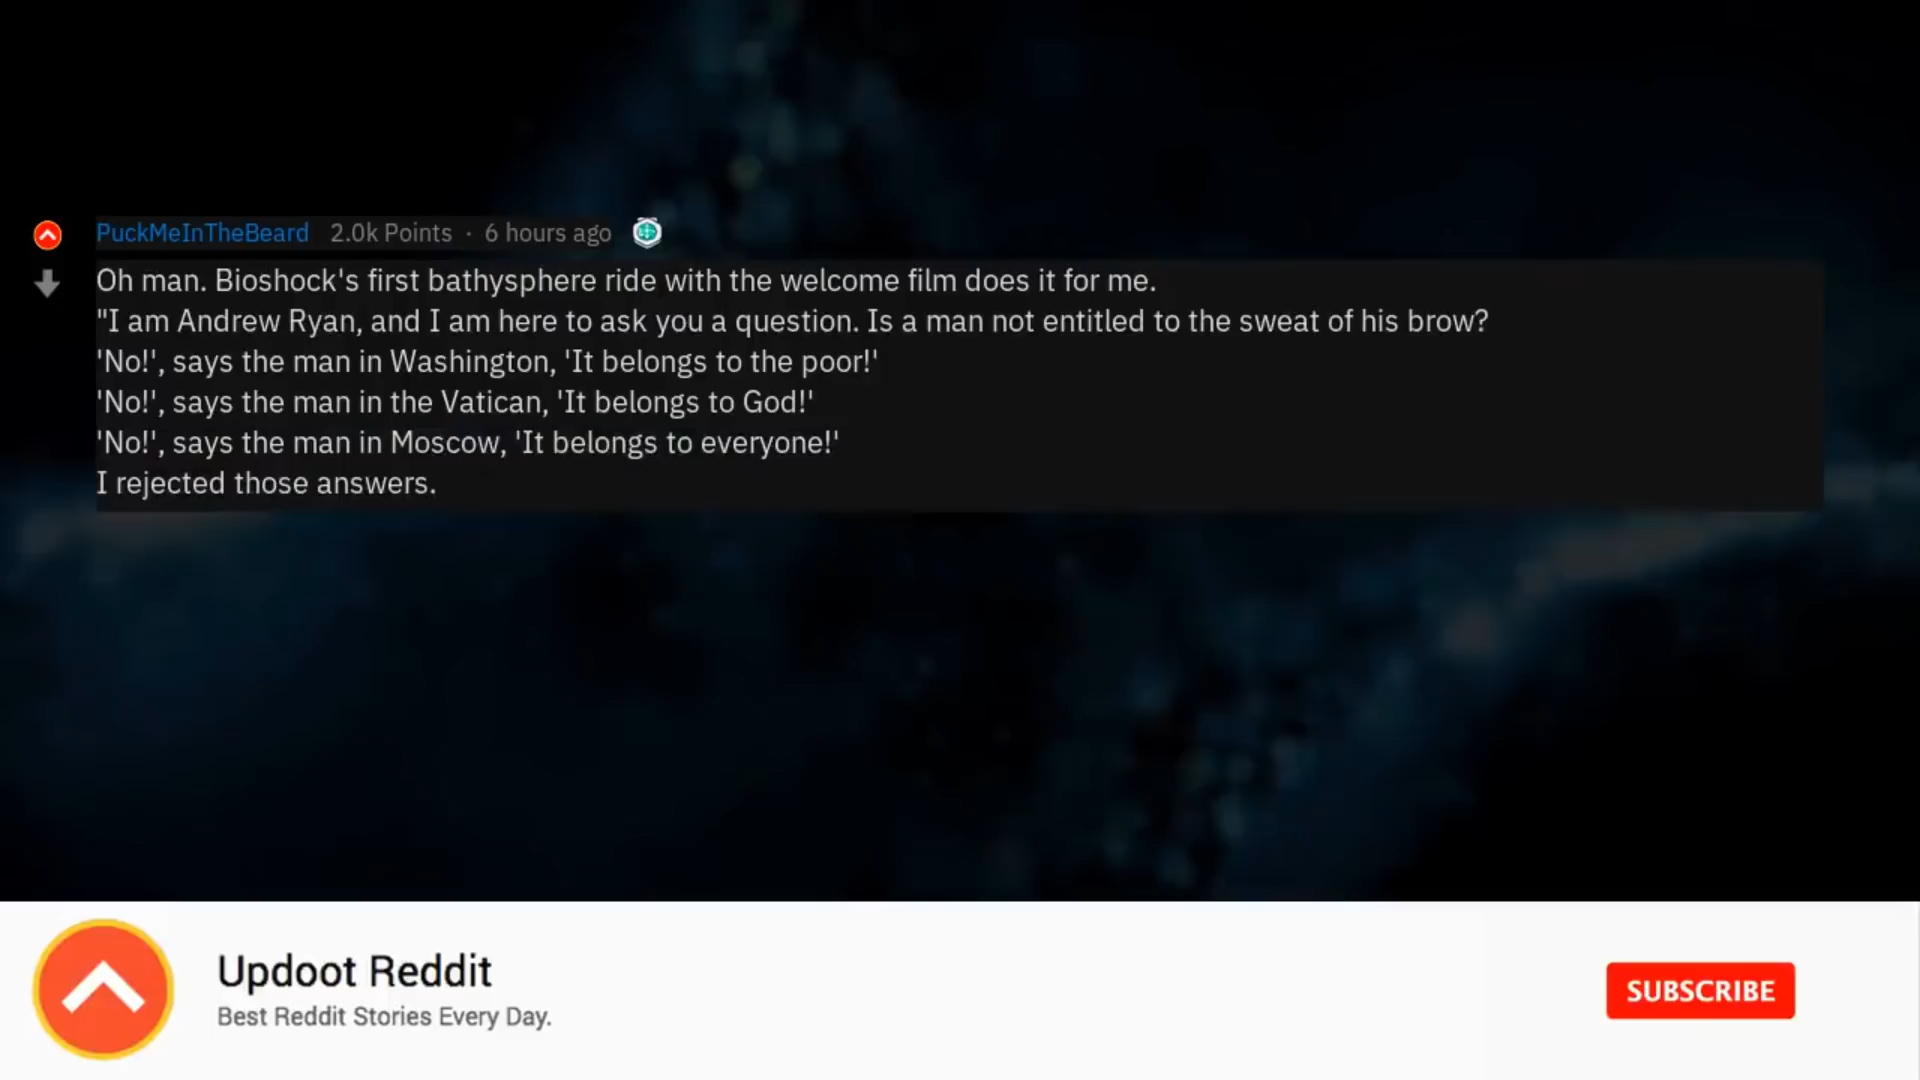 PuckMeInTheBeard 2.0k Points · 6 hours ago
Oh man. Bioshock's first bathysphere ride with the welcome film does it for me.
"I am Andrew Ryan, and I am here to ask you a question. Is a man not entitled to the sweat of his brow?
'No!', says the man in Washington, 'It belongs to the poor!'
'No!', says the man in the Vatican, 'It belongs to God!'
'No!', says the man in Moscow, 'It belongs to everyone!'
I rejected those answers.
Updoot Reddit
Best Reddit Stories Every Day.
SUBSCRIBE